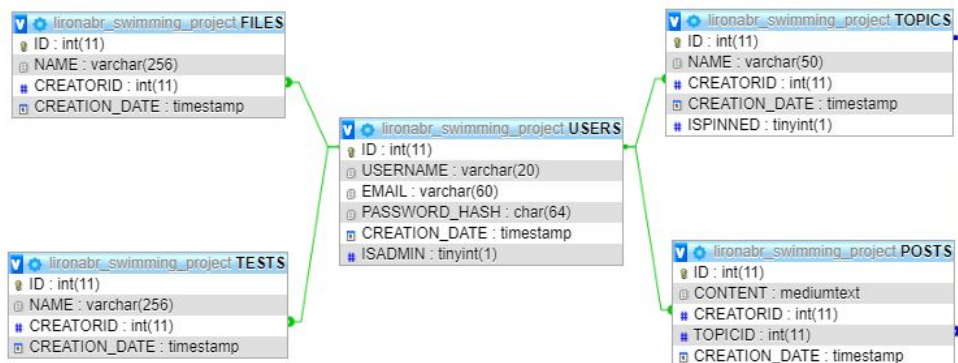 lironabr_swimming_project FILES
ID : int(11)
NAME : varchar(256)
CREATORID : int(11)
CREATION_DATE : timestamp
lironabr_swimming_project TOPICS
ID : int(11)
NAME : varchar(50)
CREATORID : int(11)
CREATION_DATE : timestamp
ISPINNED : tinyint(1)
lironabr_swimming_project USERS
ID : int(11)
USERNAME : varchar(20)
EMAIL : varchar(60)
PASSWORD_HASH : char(64)
CREATION_DATE : timestamp
ISADMIN : tinyint(1)
lironabr_swimming_project TESTS
ID : int(11)
NAME : varchar(256)
CREATORID : int(11)
CREATION_DATE : timestamp
lironabr_swimming_project POSTS
ID : int(11)
CONTENT : mediumtext
CREATORID : int(11)
TOPICID : int(11)
CREATION_DATE : timestamp